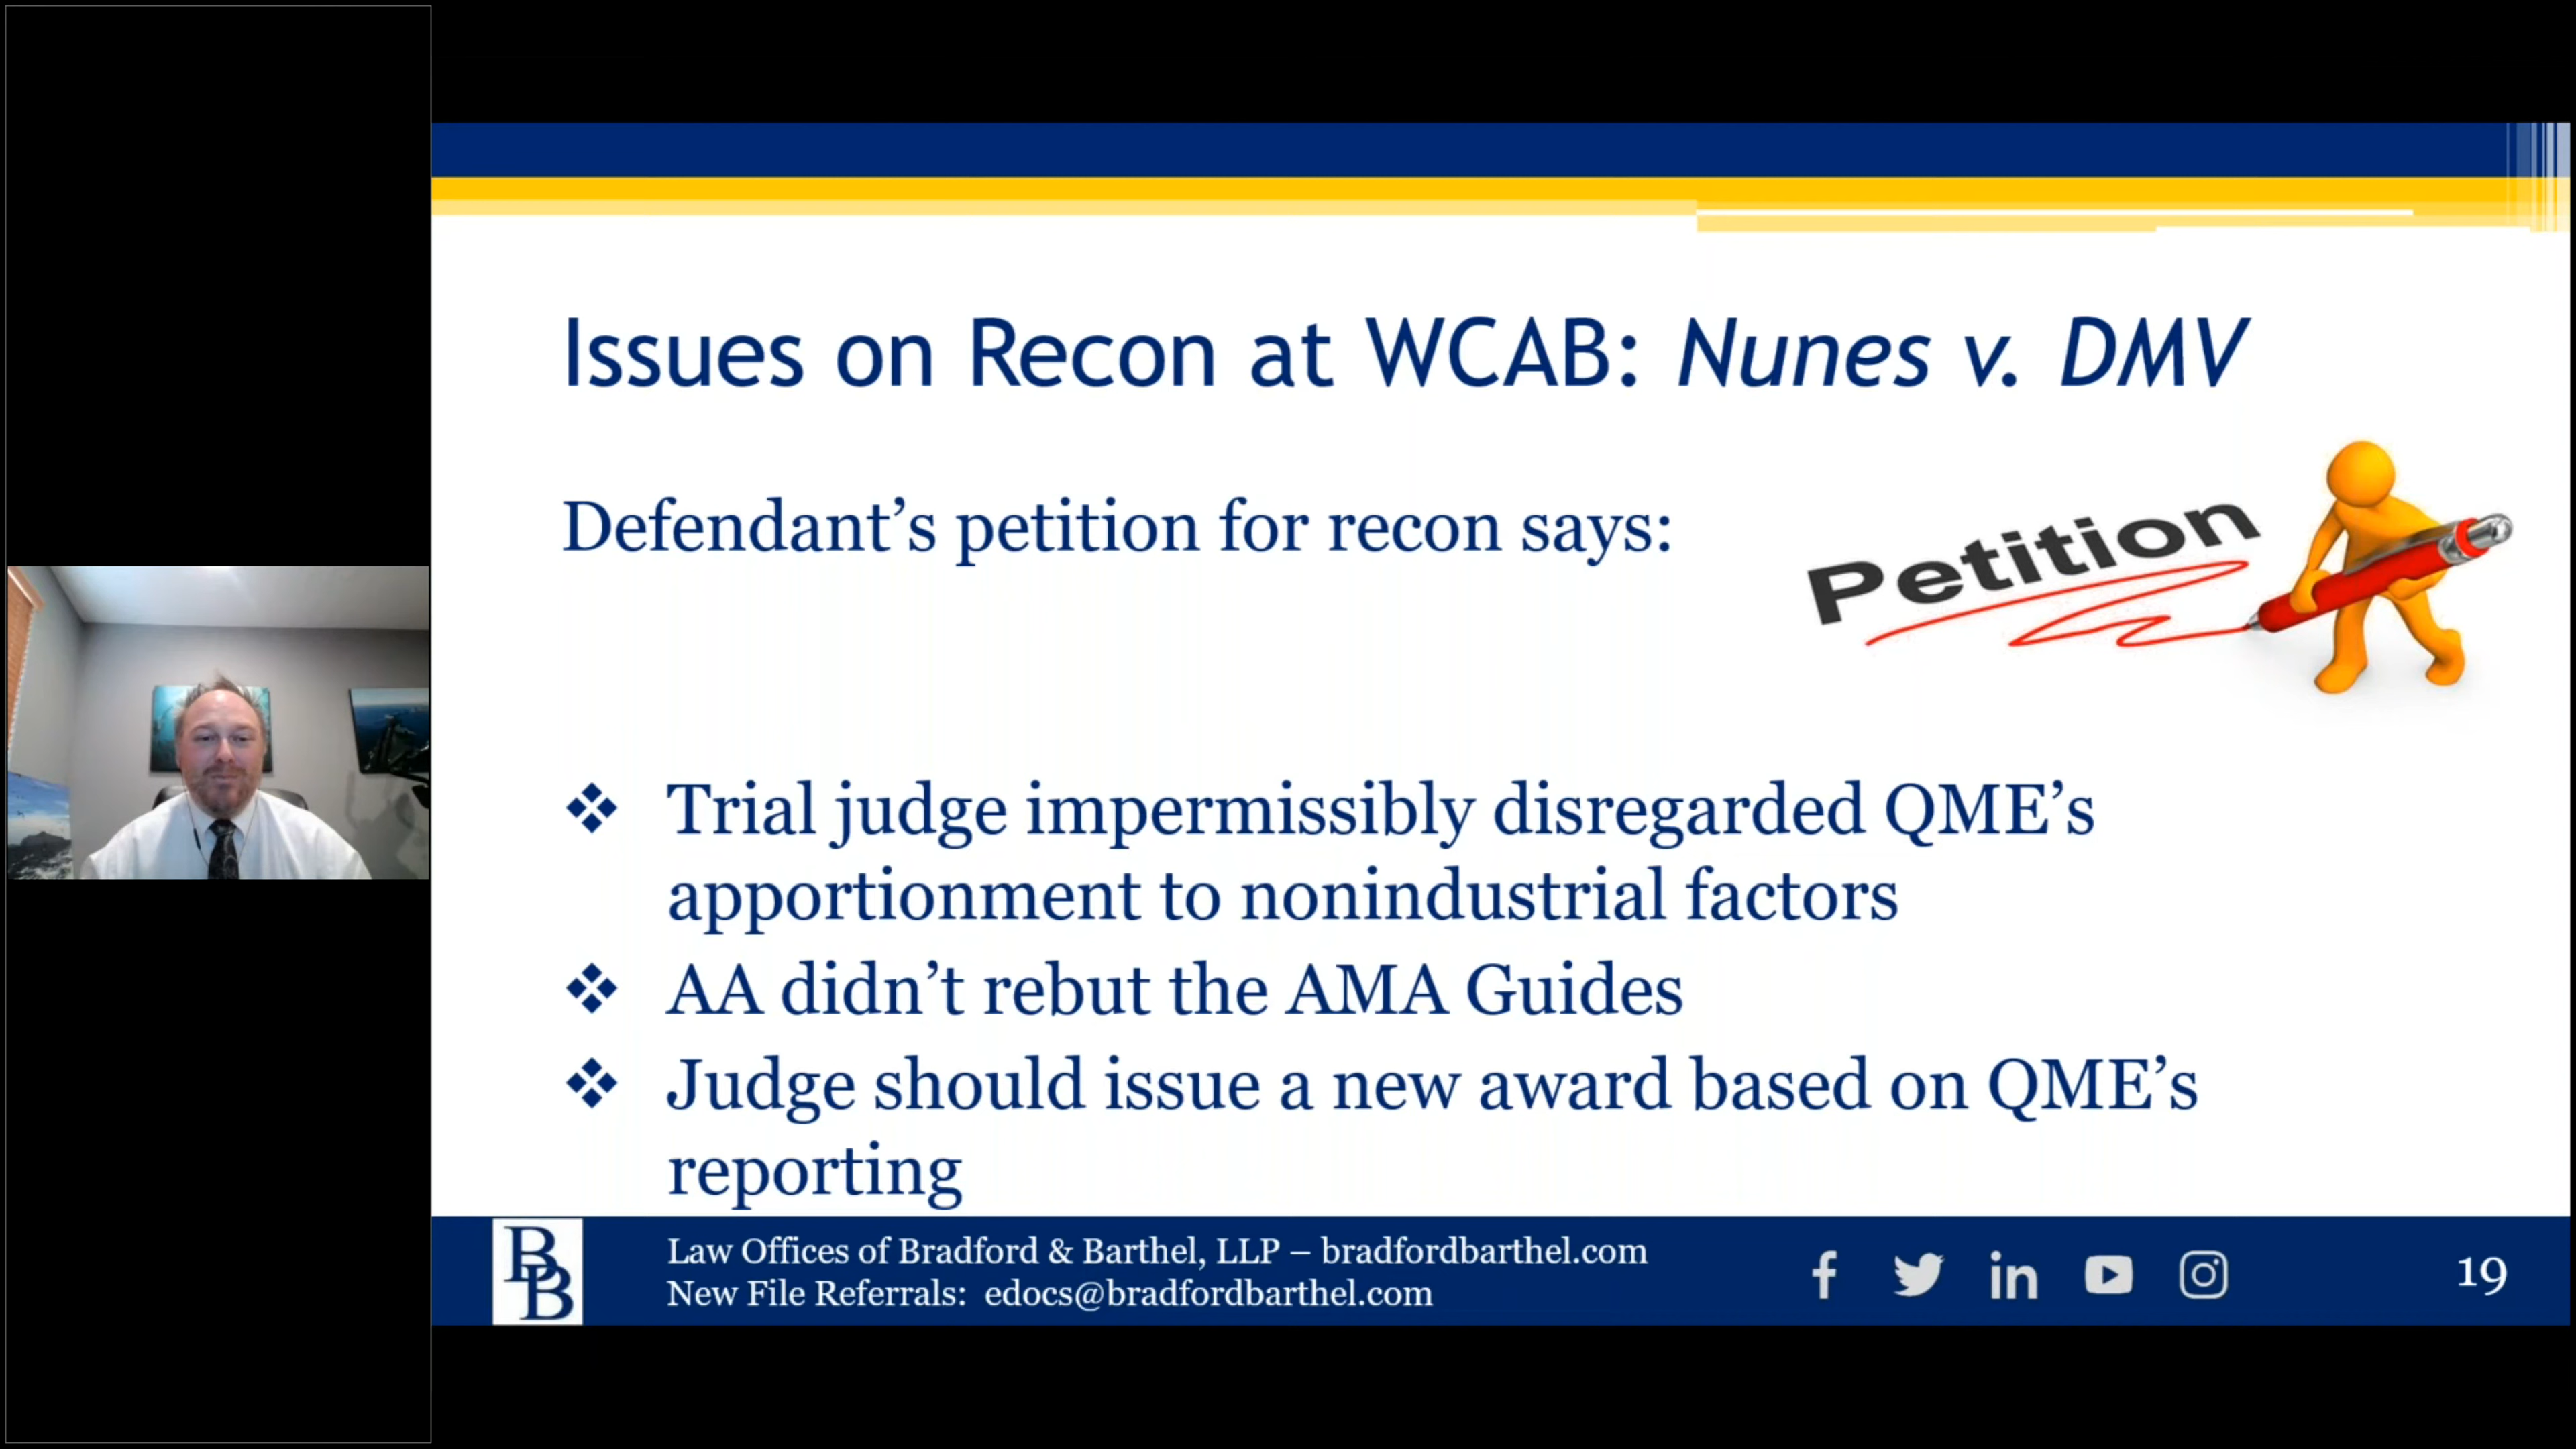 Issues on Recon at WCAB: Nunes v. DMV
Defendant’s petition for recon says:
Petition
❖ Trial judge impermissibly disregarded QME’s
apportionment to nonindustrial factors
❖ AA didn’t rebut the AMA Guides
❖ Judge should issue a new award based on QME’s
reporting
BB
Law Offices of Bradford & Barthel, LLP – bradfordbarthel.com
New File Referrals: edocs@bradfordbarthel.com
19